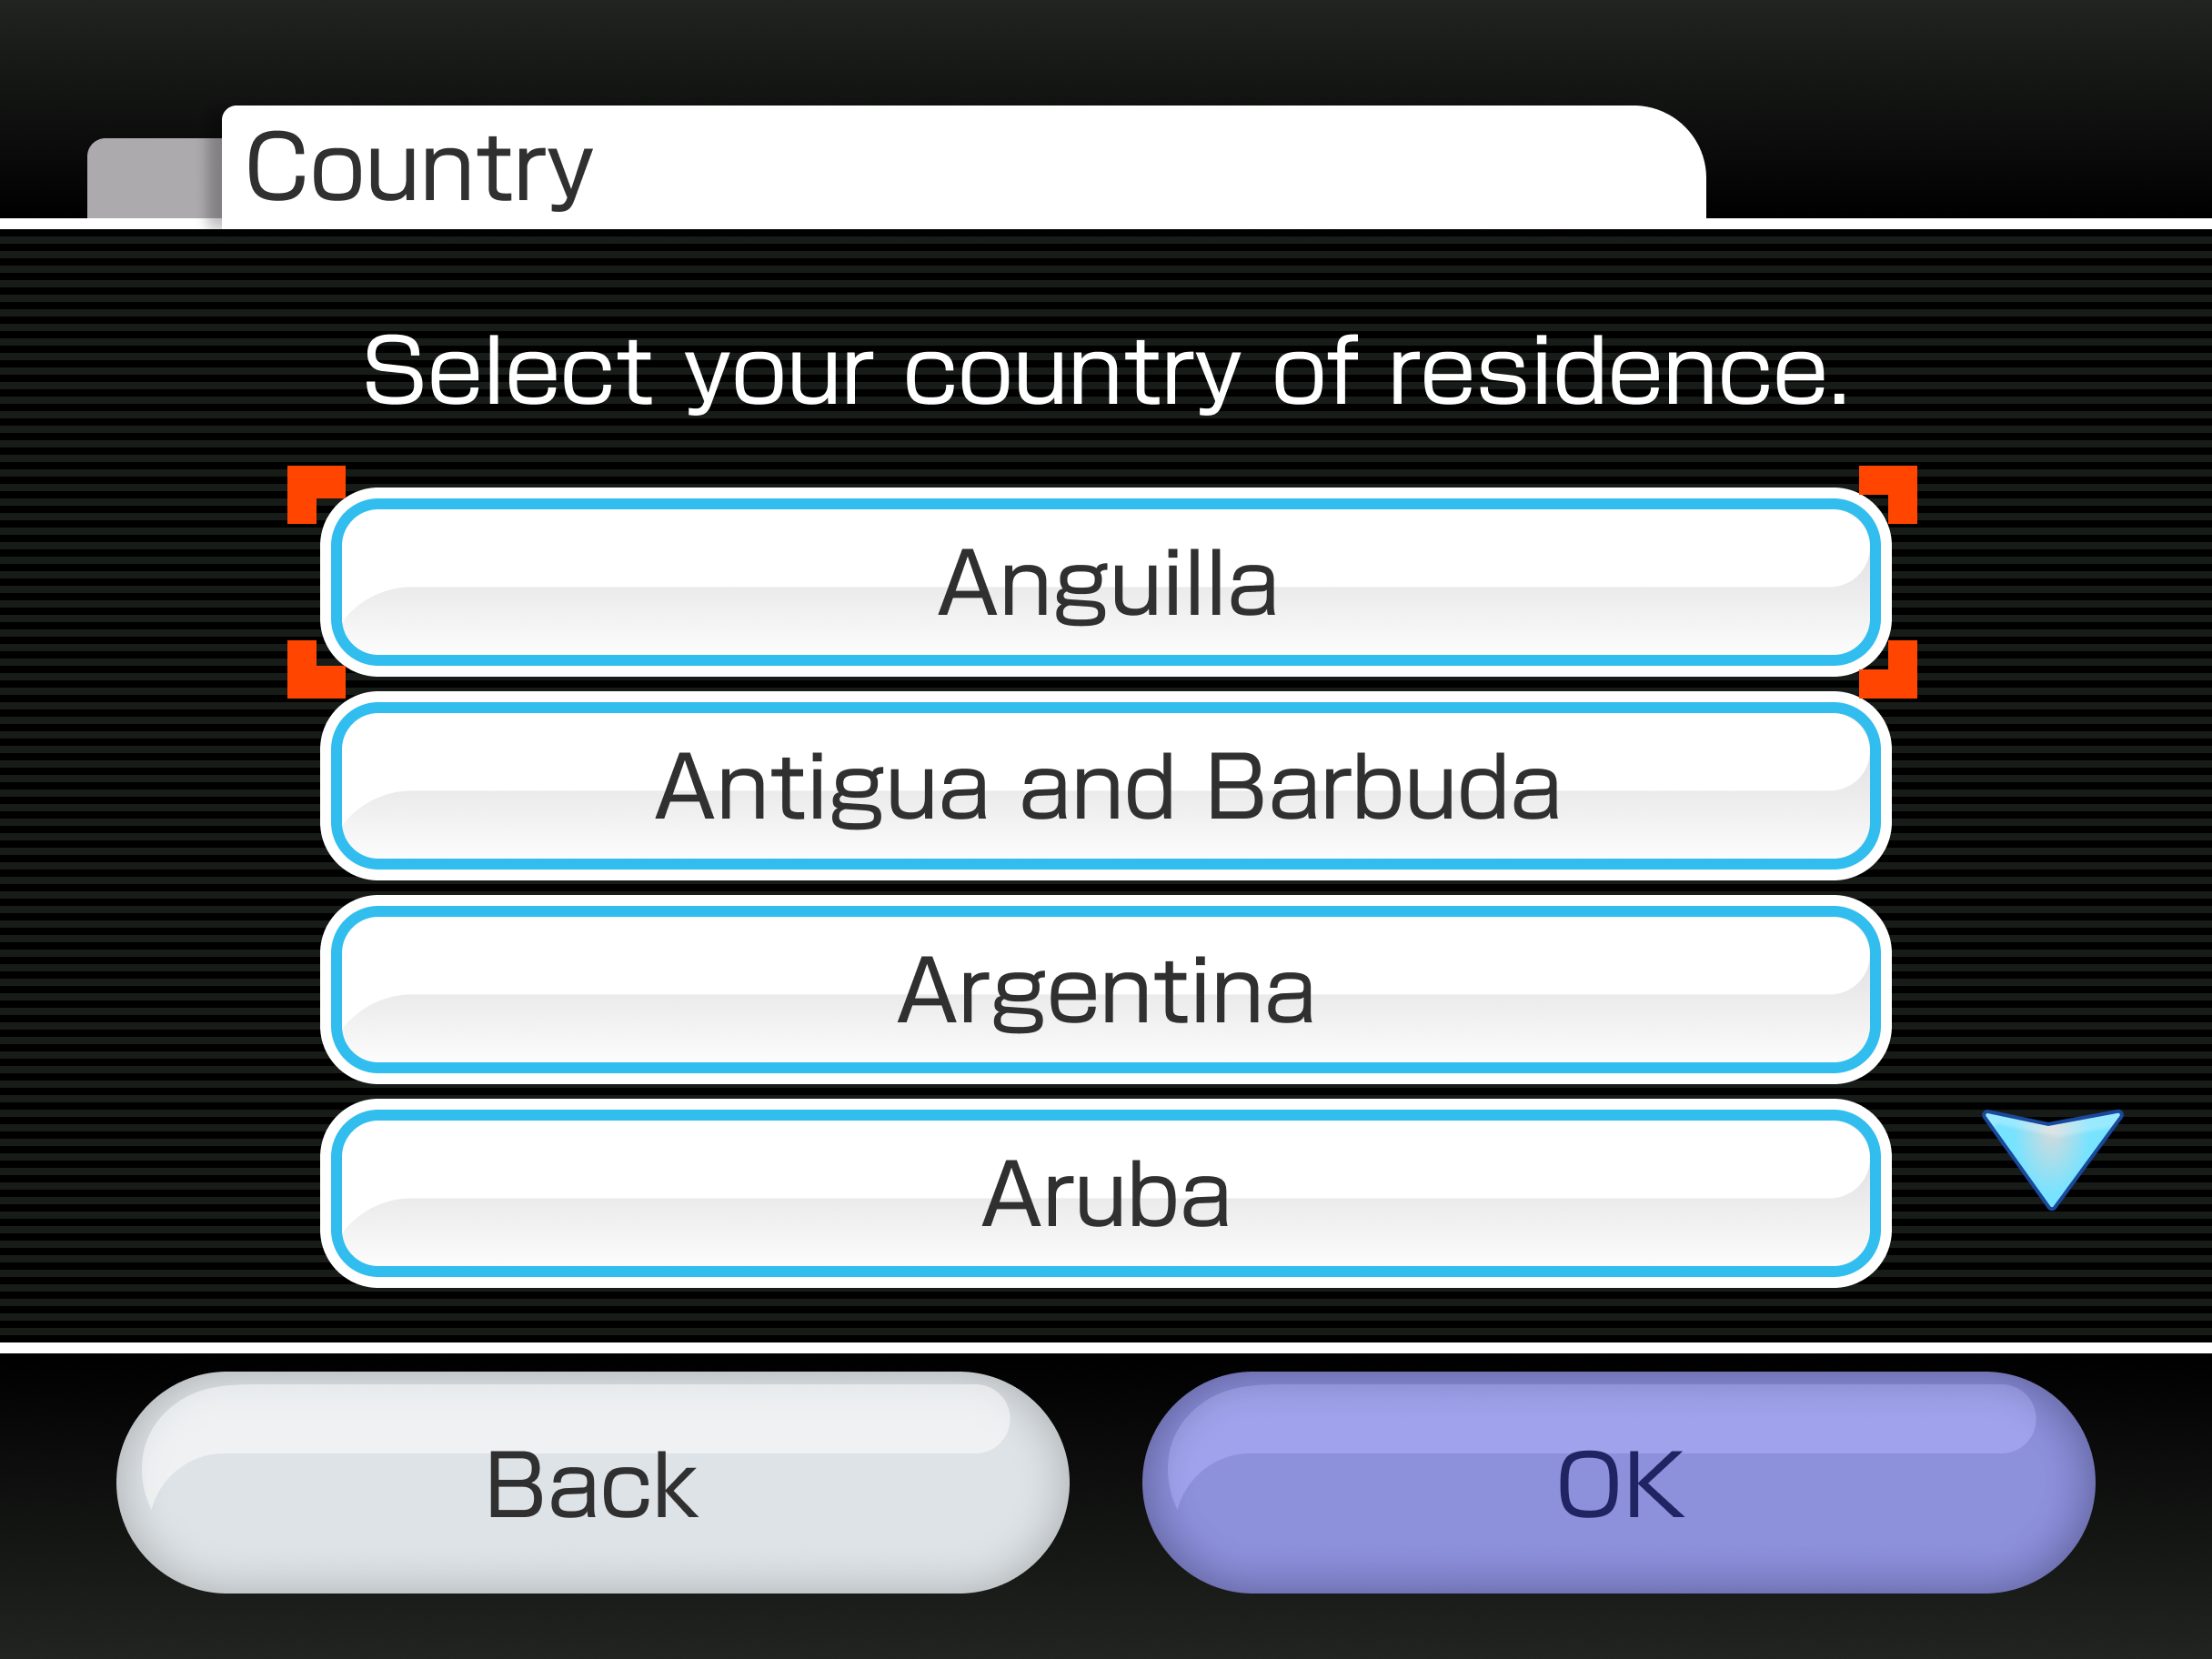 Country
Select your country of residence.
Anguilla
Antigua and Barbuda
Argentina
Aruba
Back
OK